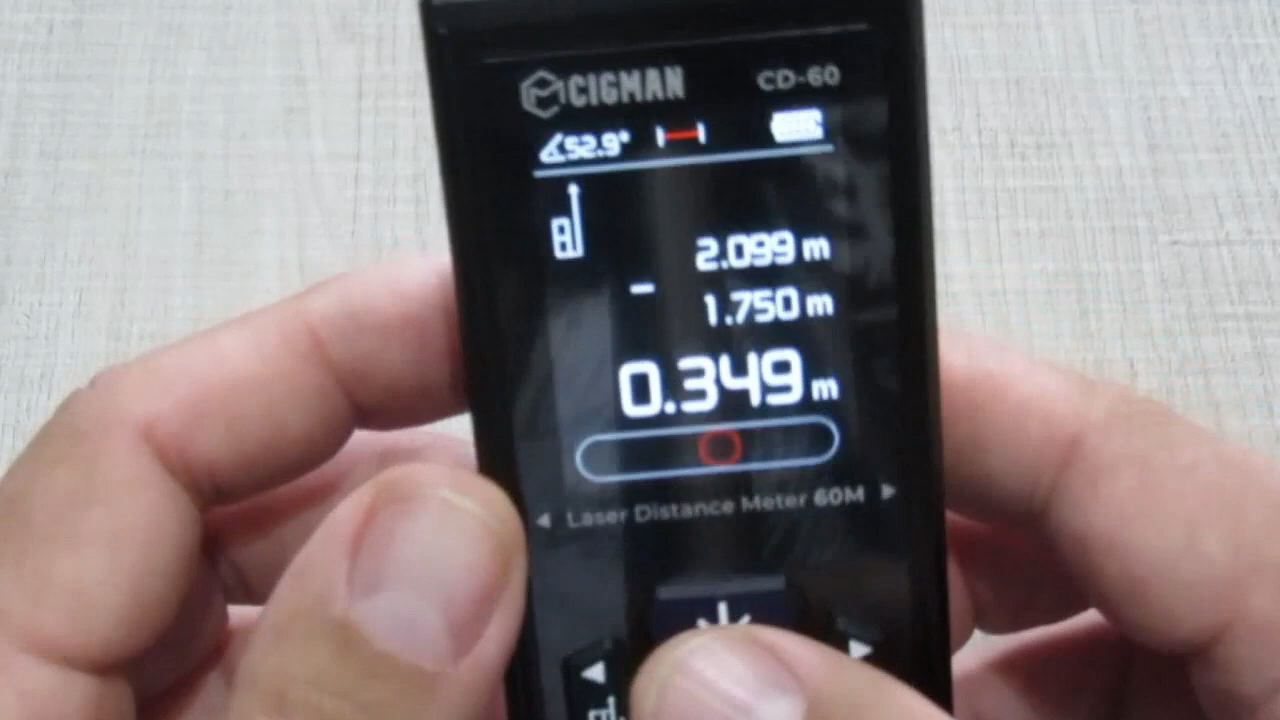 CIGMAN CD-60
52.9°
2.099 m
- 1.750 m
0.349 m
Laser Distance Meter 60M